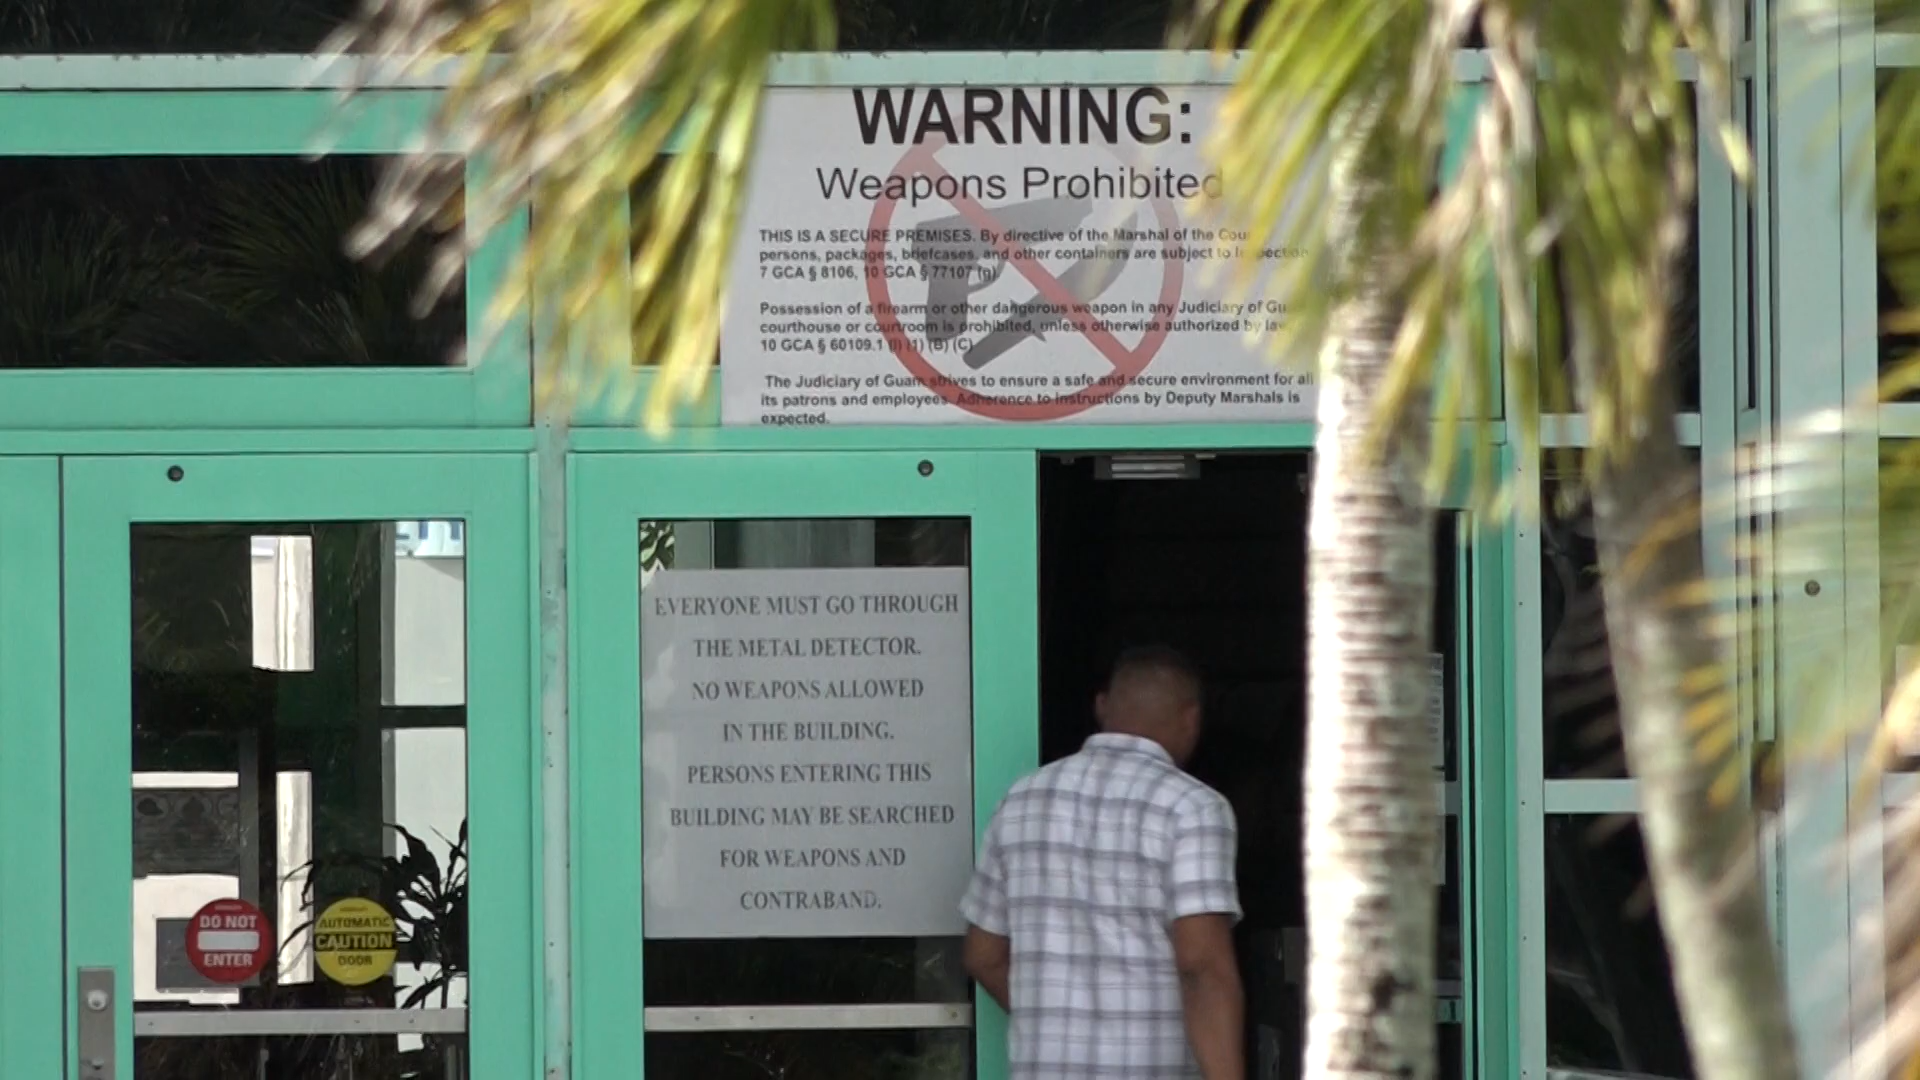 WARNING:
Weapons Prohibited
THIS IS A SECURE PREMISES. By directive of the Marshal of the
persons, packages, briefcases, and other containers are subject to
7 GCA § 8106, 10 GCA § 77107 (g)
Possession of a firearm or other dangerous weapon in any Judiciary of
courthouse or courtroom is prohibited, unless otherwise authorized by
10 GCA § 60109.1 (i) (1) (B) (C)
The Judiciary of Guam strives to ensure a safe and secure environment for all
its patrons and employees. Adherence to instructions by Deputy Marshals is
expected.
EVERYONE MUST GO THROUGH
THE METAL DETECTOR.
NO WEAPONS ALLOWED
IN THE BUILDING.
PERSONS ENTERING THIS
BUILDING MAY BE SEARCHED
FOR WEAPONS AND
CONTRABAND.
DO NOT
ENTER
AUTOMATIC
CAUTION
DOOR